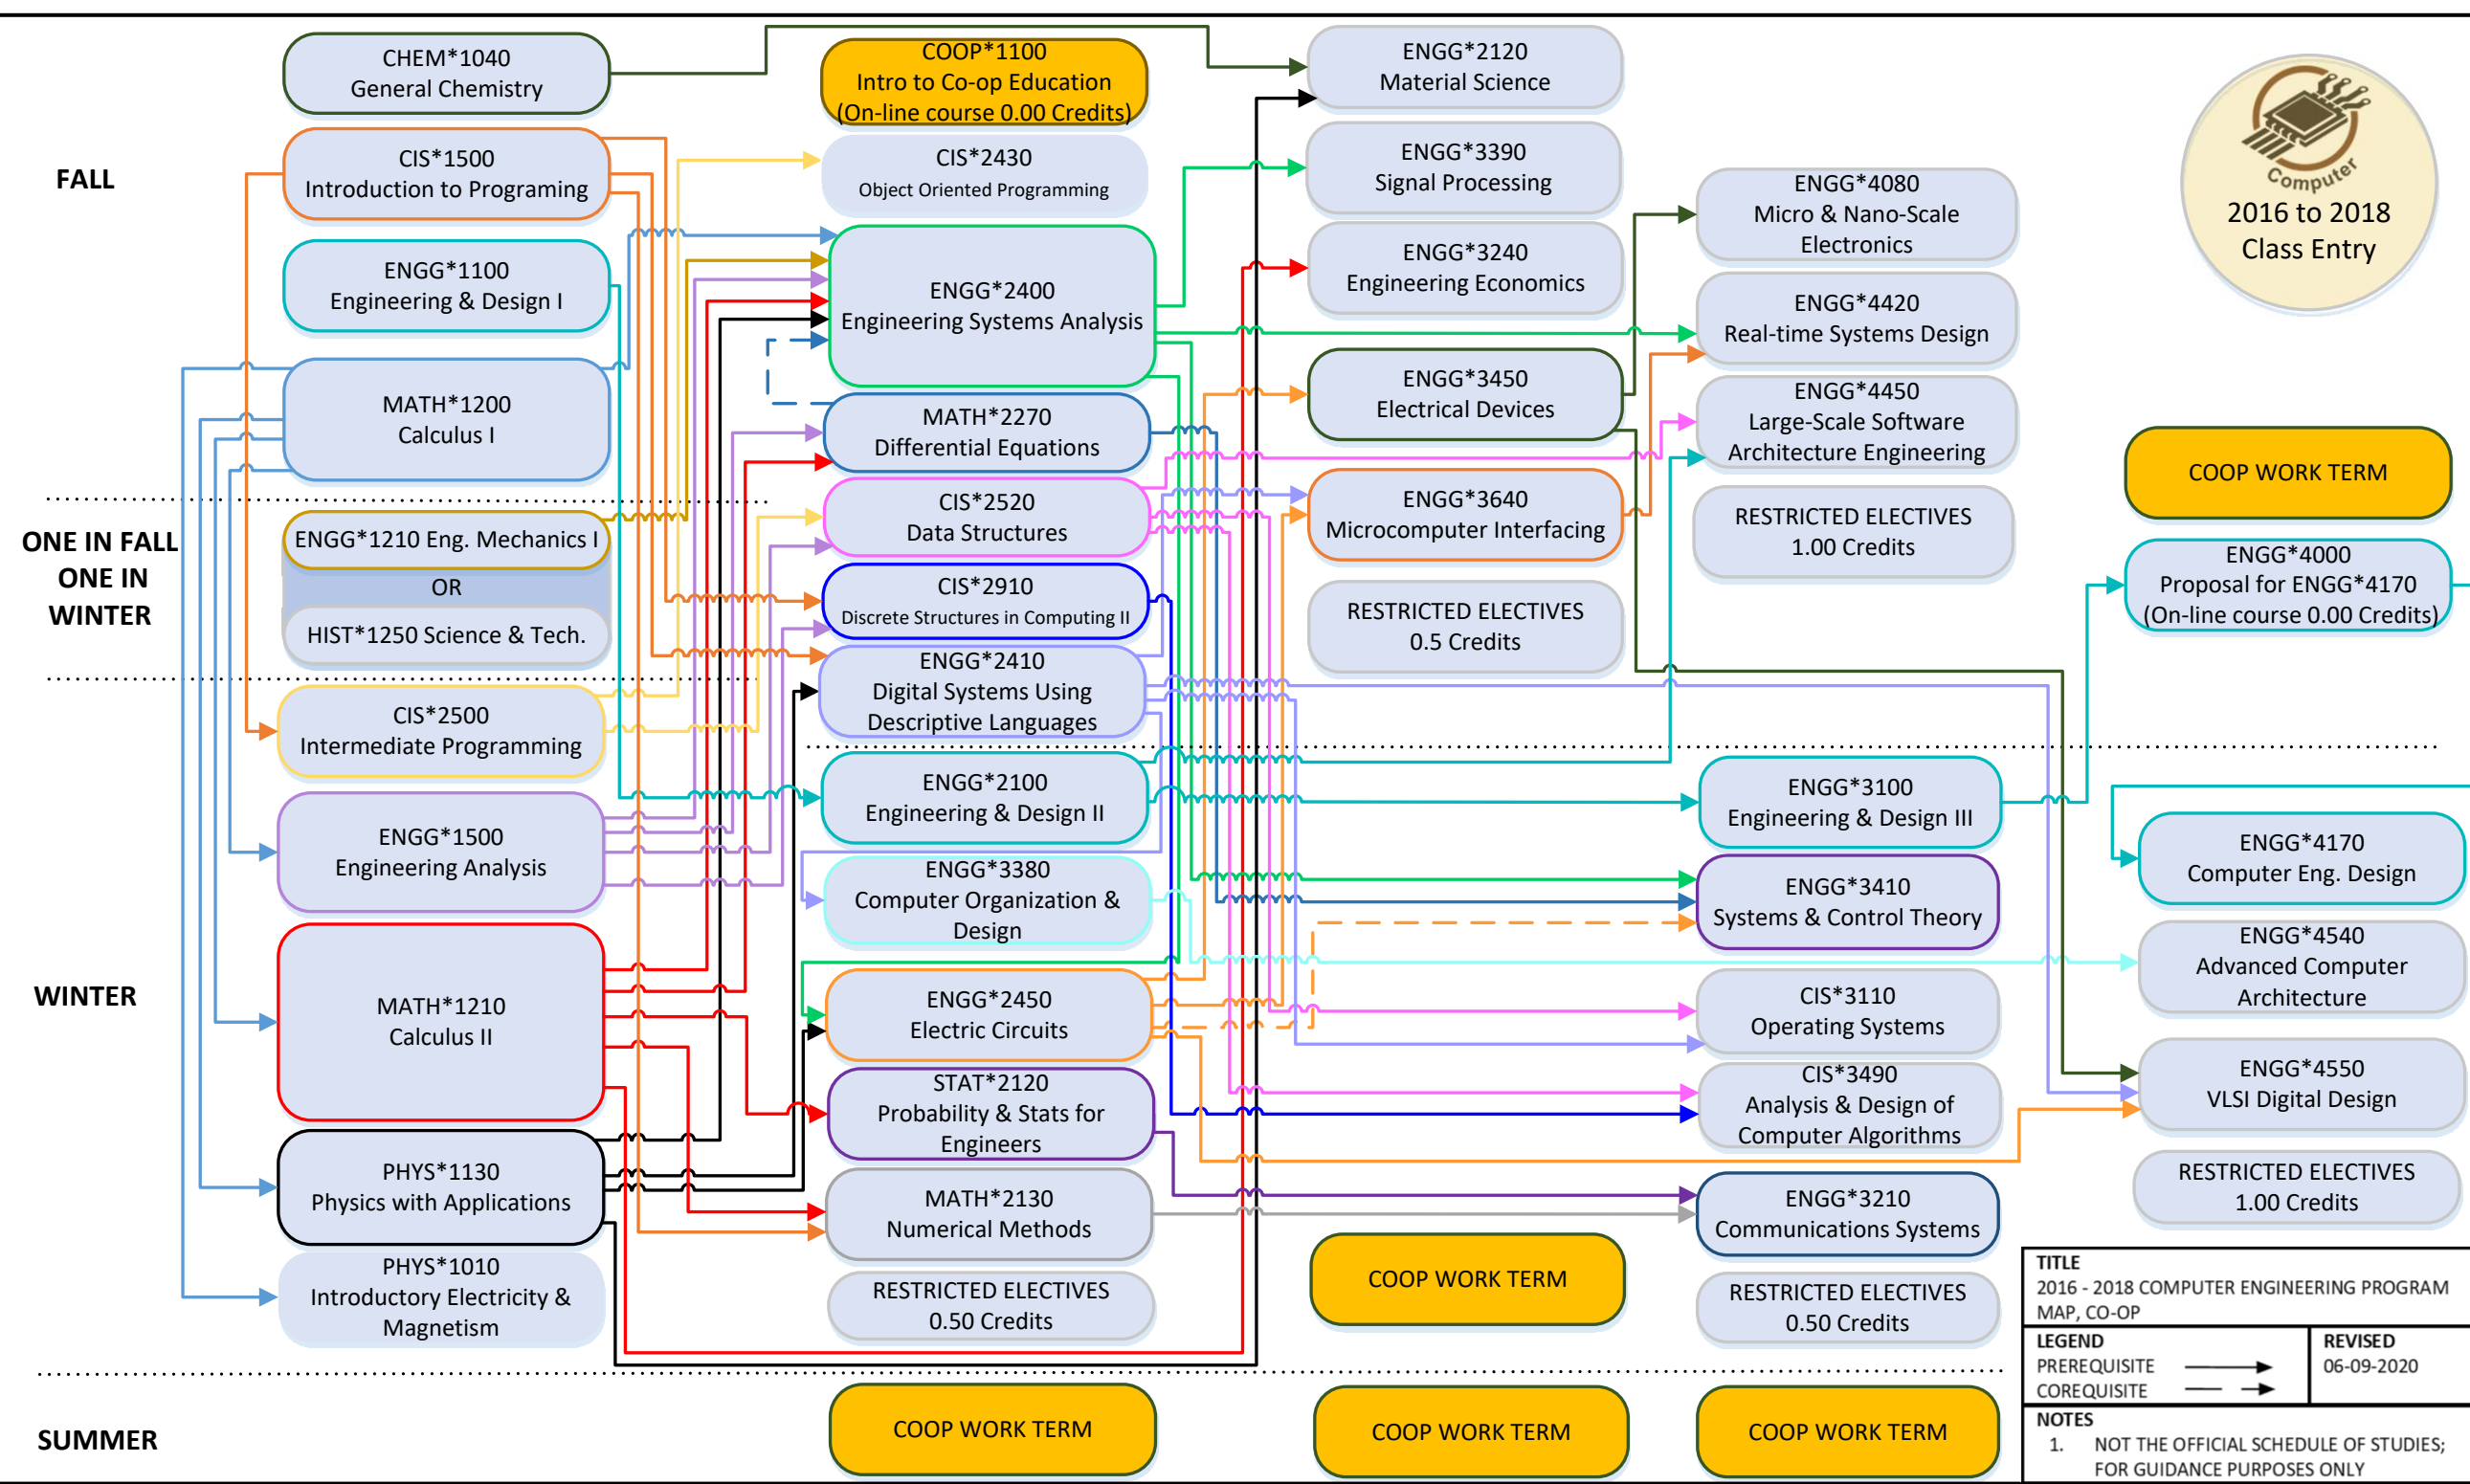 FALL
ONE IN FALL
ONE IN
WINTER
WINTER
SUMMER
CHEM*1040
General Chemistry
CIS*1500
Introduction to Programing
ENGG*1100
Engineering & Design I
MATH*1200
Calculus I
ENGG*1210 Eng. Mechanics I
OR
HIST*1250 Science & Tech.
CIS*2500
Intermediate Programming
ENGG*1500
Engineering Analysis
MATH*1210
Calculus II
PHYS*1130
Physics with Applications
PHYS*1010
Introductory Electricity &
Magnetism
COOP*1100
Intro to Co-op Education
(On-line course 0.00 Credits)
CIS*2430
Object Oriented Programming
ENGG*2400
Engineering Systems Analysis
MATH*2270
Differential Equations
CIS*2520
Data Structures
CIS*2910
Discrete Structures in Computing II
ENGG*2410
Digital Systems Using
Descriptive Languages
ENGG*2100
Engineering & Design II
ENGG*3380
Computer Organization &
Design
ENGG*2450
Electric Circuits
STAT*2120
Probability & Stats for
Engineers
MATH*2130
Numerical Methods
RESTRICTED ELECTIVES
0.50 Credits
COOP WORK TERM
ENGG*2120
Material Science
ENGG*3390
Signal Processing
ENGG*3240
Engineering Economics
ENGG*3450
Electrical Devices
ENGG*3640
Microcomputer Interfacing
RESTRICTED ELECTIVES
0.5 Credits
COOP WORK TERM
COOP WORK TERM
ENGG*4080
Micro & Nano-Scale
Electronics
ENGG*4420
Real-time Systems Design
ENGG*4450
Large-Scale Software
Architecture Engineering
RESTRICTED ELECTIVES
1.00 Credits
ENGG*3100
Engineering & Design III
ENGG*3410
Systems & Control Theory
CIS*3110
Operating Systems
CIS*3490
Analysis & Design of
Computer Algorithms
ENGG*3210
Communications Systems
RESTRICTED ELECTIVES
0.50 Credits
COOP WORK TERM
Computer
2016 to 2018
Class Entry
COOP WORK TERM
ENGG*4000
Proposal for ENGG*4170
(On-line course 0.00 Credits)
ENGG*4170
Computer Eng. Design
ENGG*4540
Advanced Computer
Architecture
ENGG*4550
VLSI Digital Design
RESTRICTED ELECTIVES
1.00 Credits
TITLE
2016 - 2018 COMPUTER ENGINEERING PROGRAM
MAP, CO-OP
LEGEND
PREREQUISITE
COREQUISITE
REVISED
06-09-2020
NOTES
1. NOT THE OFFICIAL SCHEDULE OF STUDIES;
FOR GUIDANCE PURPOSES ONLY